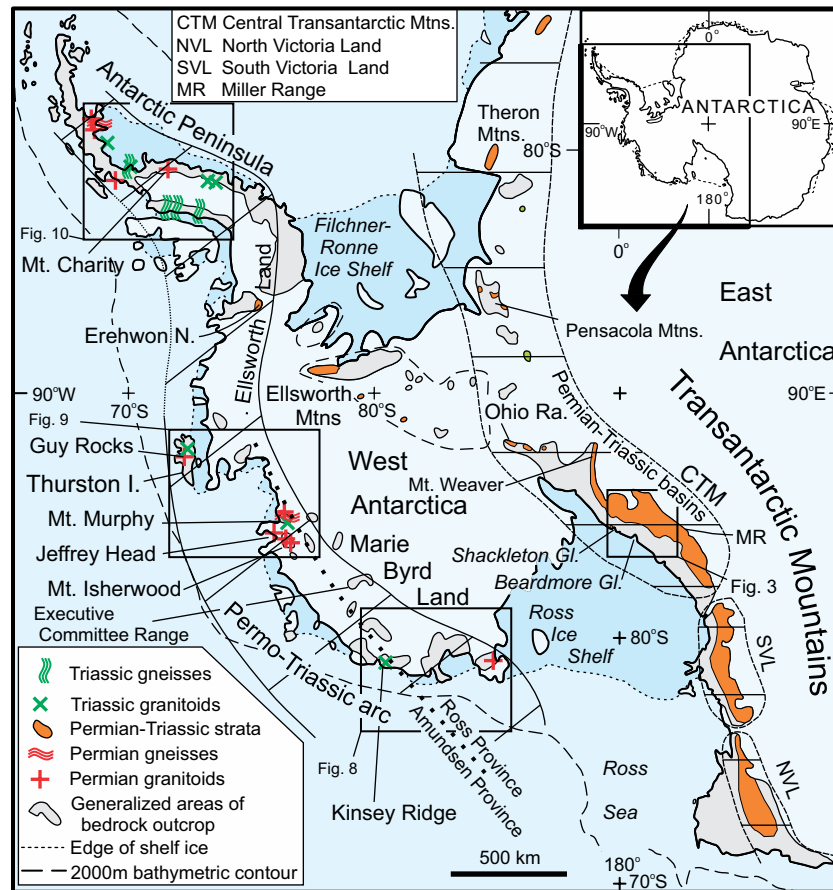 CTM Central Transantarctic Mtns.
NVL North Victoria Land
SVL South Victoria Land
MR Miller Range
0°
ANTARCTICA
90°W
90°E
180°
0°
Antarctic Peninsula
Theron
Mtns.
80°S
Fig. 10
Mt. Charity
Filchner-
Ronne
Ice Shelf
East
Antarctica
Pensacola Mtns.
Erehwon N.
Ellsworth Land
90°W
70°S
Ellsworth
Mtns
80°S
90°E
Fig. 9
Guy Rocks
Thurston I.
Ohio Ra.
Mt. Weaver
Permian-Triassic basins
CTM
Transantarctic Mountains
West
Antarctica
Mt. Murphy
Jeffrey Head
Mt. Isherwood
Marie
Byrd
Land
Shackleton Gl.
Beardmore Gl.
MR
Fig. 3
Executive
Committee Range
Permo-Triassic arc
Ross
Ice
Shelf
80°S
SVL
Ross Province
Amundsen Province
Fig. 8
Kinsey Ridge
Ross
Sea
NVL
500 km
180°
70°S
Triassic gneisses
Triassic granitoids
Permian-Triassic strata
Permian gneisses
Permian granitoids
Generalized areas of
bedrock outcrop
Edge of shelf ice
2000m bathymetric contour